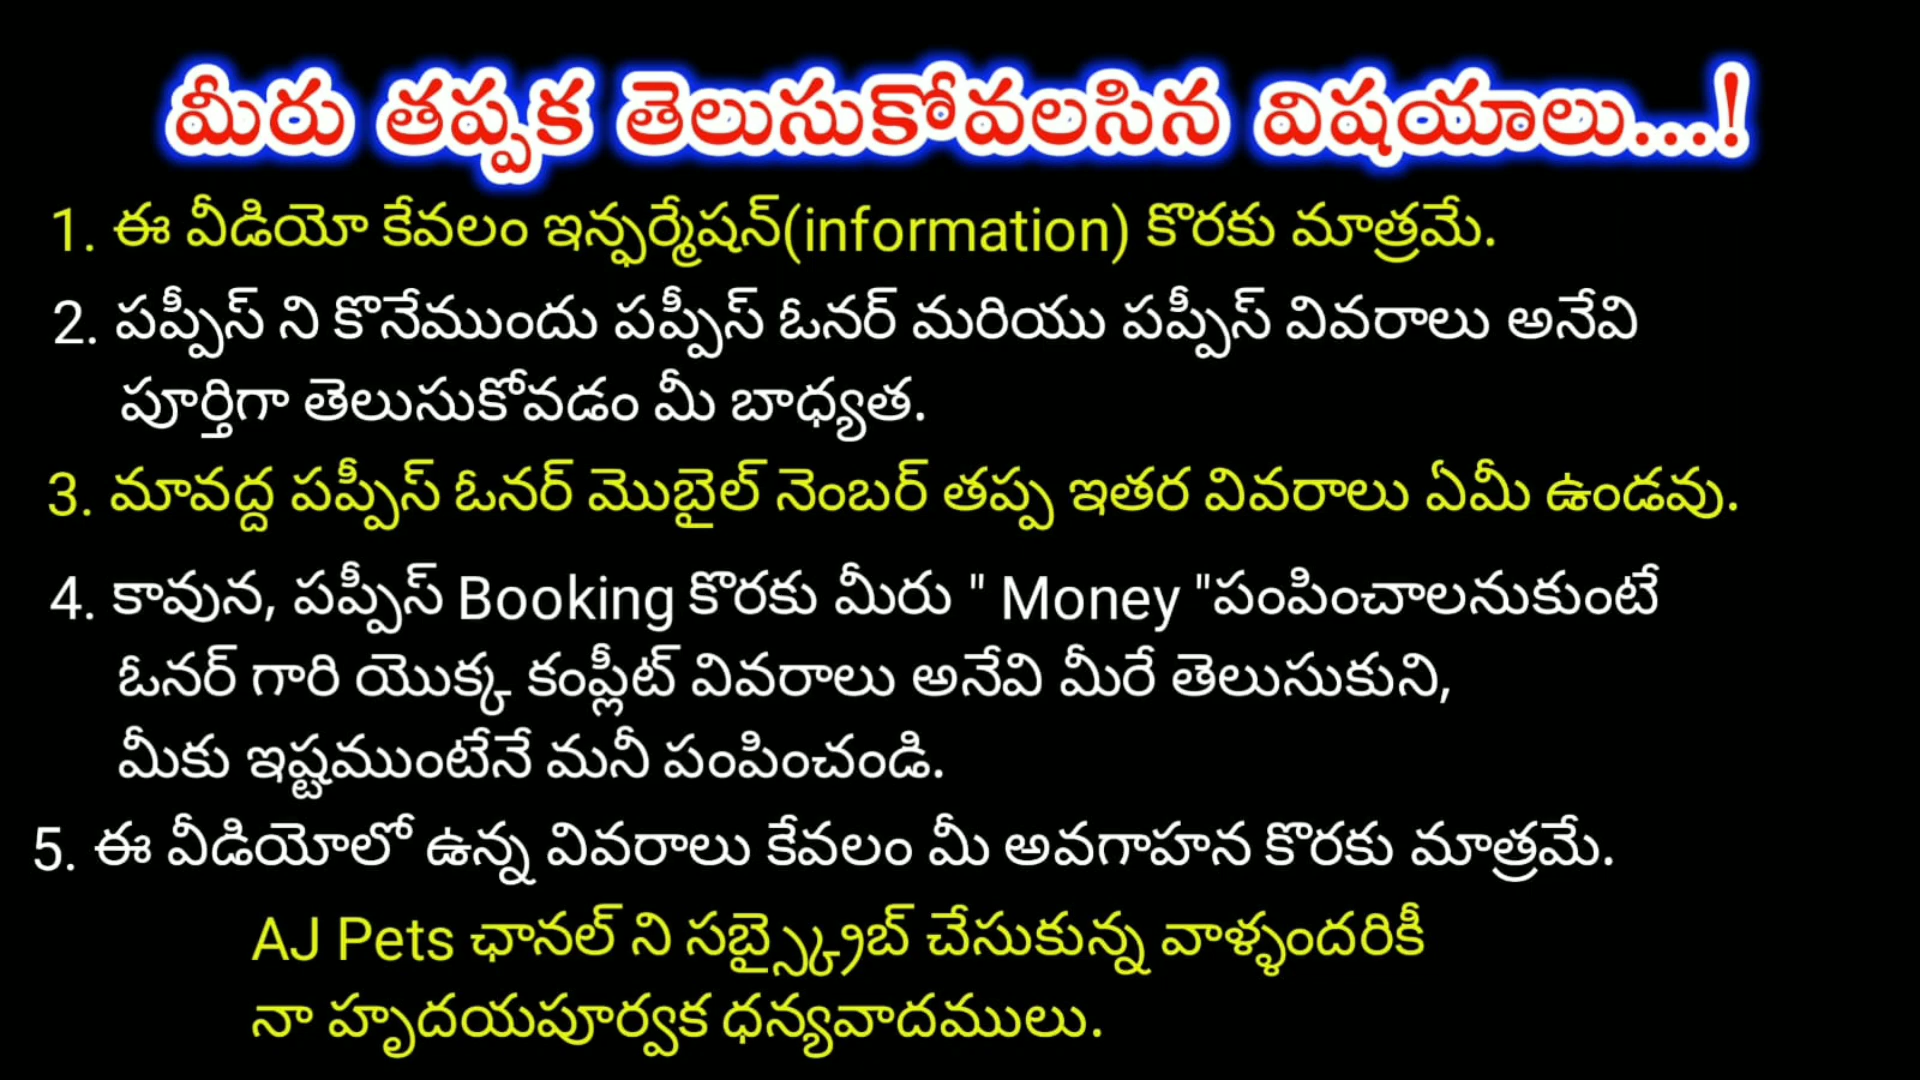 మీరు తప్పక తెలుసుకోవలసిన విషయాలు...!
1. ఈ వీడియో కేవలం ఇన్ఫర్మేషన్(information) కొరకు మాత్రమే.
2. పప్పీస్ ని కొనేముందు పప్పీస్ ఓనర్ మరియు పప్పీస్ వివరాలు అనేవి
పూర్తిగా తెలుసుకోవడం మీ బాధ్యత.
3. మావద్ద పప్పీస్ ఓనర్ మొబైల్ నెంబర్ తప్ప ఇతర వివరాలు ఏమీ ఉండవు.
4. కావున, పప్పీస్ Booking కొరకు మీరు " Money "పంపించాలనుకుంటే
ఓనర్ గారి యొక్క కంప్లీట్ వివరాలు అనేవి మీరే తెలుసుకుని,
మీకు ఇష్టముంటేనే మనీ పంపించండి.
5. ఈ వీడియోలో ఉన్న వివరాలు కేవలం మీ అవగాహన కొరకు మాత్రమే.
AJ Pets ఛానల్ ని సబ్స్క్రైబ్ చేసుకున్న వాళ్ళందరికీ
నా హృదయపూర్వక ధన్యవాదములు.